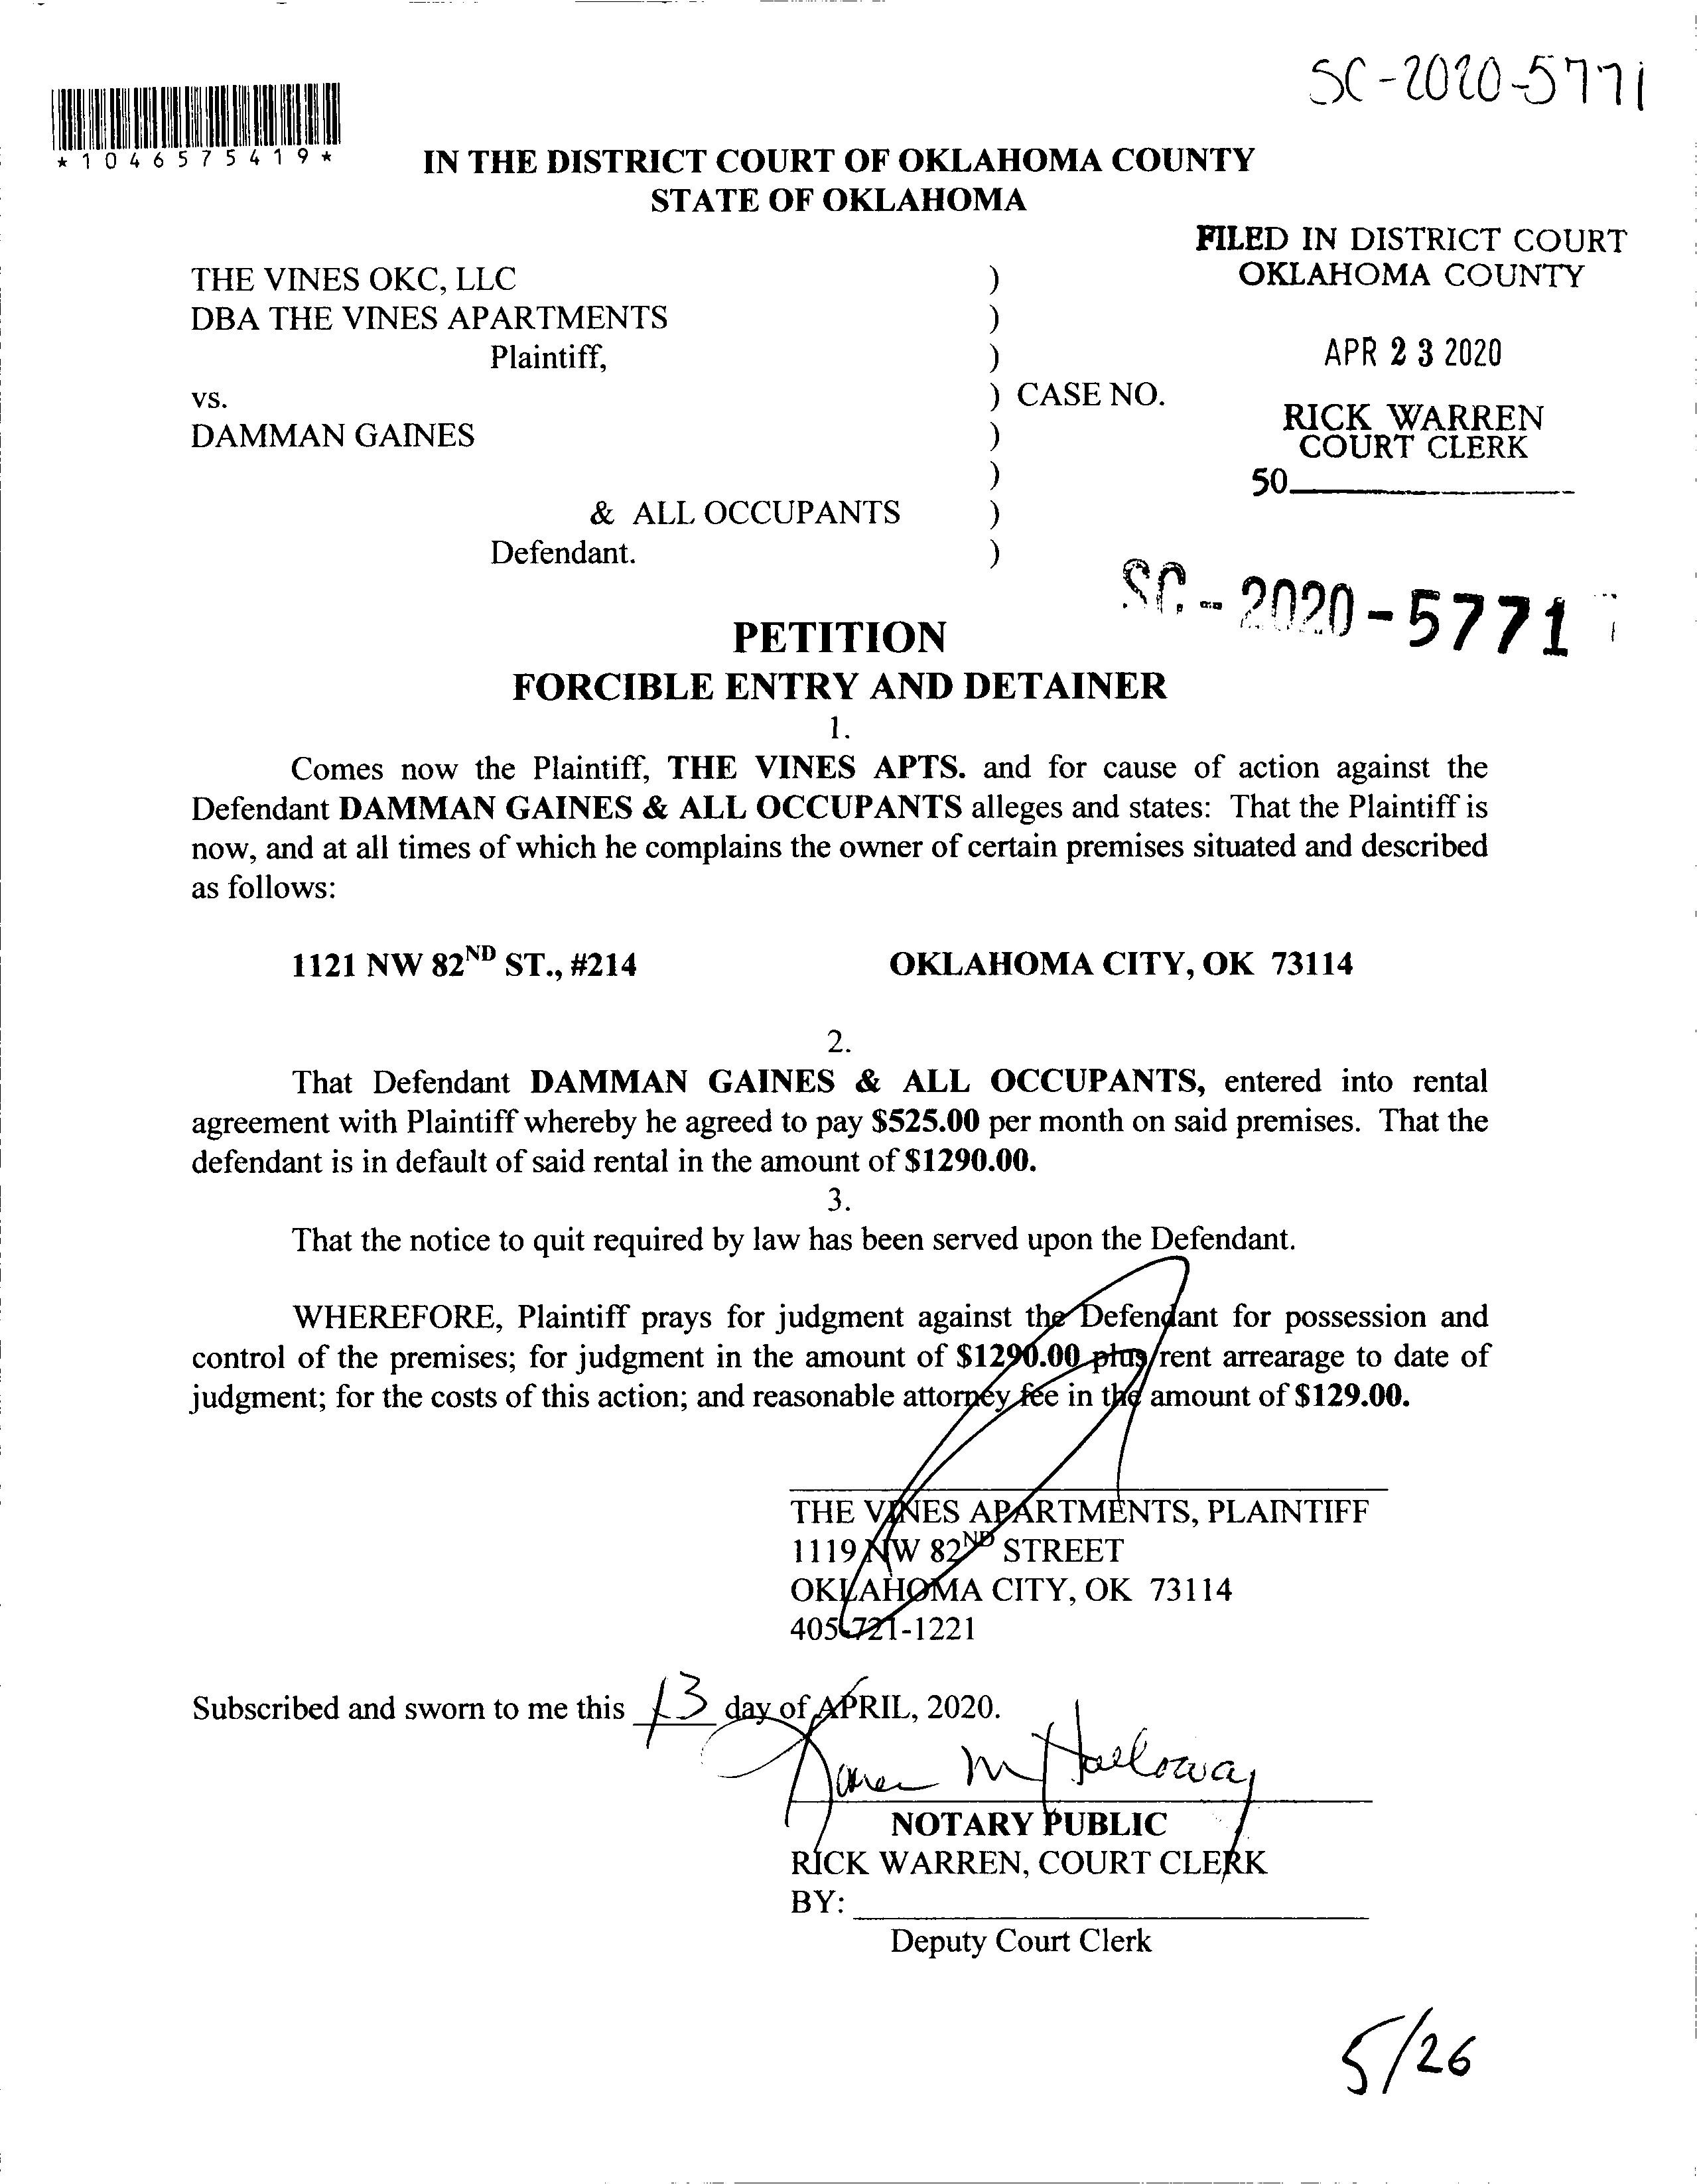 SC-2020-5771
*1046575419*
IN THE DISTRICT COURT OF OKLAHOMA COUNTY
STATE OF OKLAHOMA
FILED IN DISTRICT COURT
OKLAHOMA COUNTY
THE VINES OKC, LLC )
DBA THE VINES APARTMENTS )
Plaintiff, )
APR 23 2020
vs. ) CASE NO.
RICK WARREN
COURT CLERK
DAMMAN GAINES )
)
50
& ALL OCCUPANTS )
Defendant. )
SC-2020-5771
PETITION
FORCIBLE ENTRY AND DETAINER
1.
Comes now the Plaintiff, THE VINES APTS. and for cause of action against the
Defendant DAMMAN GAINES & ALL OCCUPANTS alleges and states: That the Plaintiff is
now, and at all times of which he complains the owner of certain premises situated and described
as follows:
1121 NW 82ND ST., #214 OKLAHOMA CITY, OK 73114
2.
That Defendant DAMMAN GAINES & ALL OCCUPANTS, entered into rental
agreement with Plaintiff whereby he agreed to pay $525.00 per month on said premises. That the
defendant is in default of said rental in the amount of $1290.00.
3.
That the notice to quit required by law has been served upon the Defendant.
WHEREFORE, Plaintiff prays for judgment against the Defendant for possession and
control of the premises; for judgment in the amount of $1290.00 plus rent arrearage to date of
judgment; for the costs of this action; and reasonable attorney fee in the amount of $129.00.
THE VINES APARTMENTS, PLAINTIFF
1119 NW 82ND STREET
OKLAHOMA CITY, OK 73114
405-721-1221
Subscribed and sworn to me this 13 day of APRIL, 2020.
M Holloway
NOTARY PUBLIC
RICK WARREN, COURT CLERK
BY:
Deputy Court Clerk
5/26